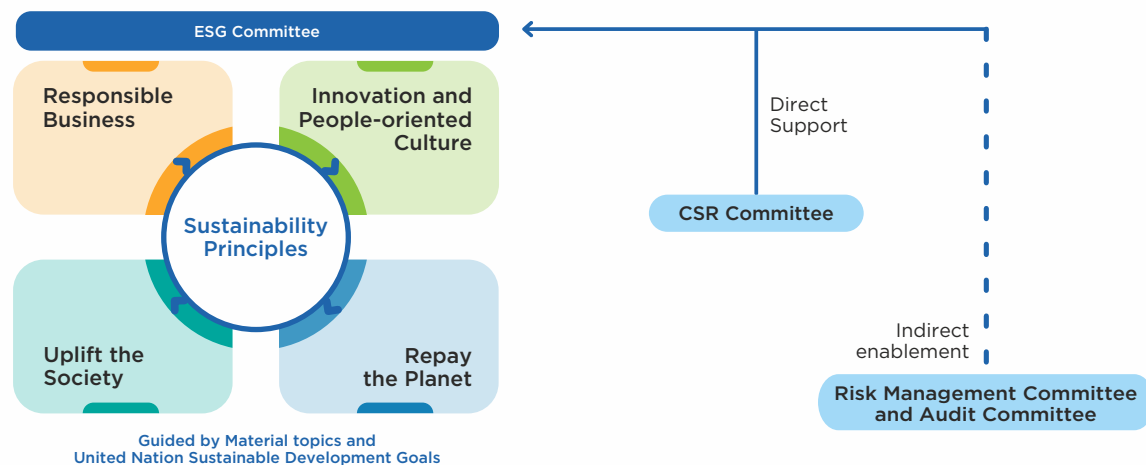 ESG Committee
Responsible
Business
Innovation and
People-oriented
Culture
Sustainability
Principles
Uplift the
Society
Repay
the Planet
Guided by Material topics and
United Nation Sustainable Development Goals
Direct
Support
CSR Committee
Indirect
enablement
Risk Management Committee
and Audit Committee